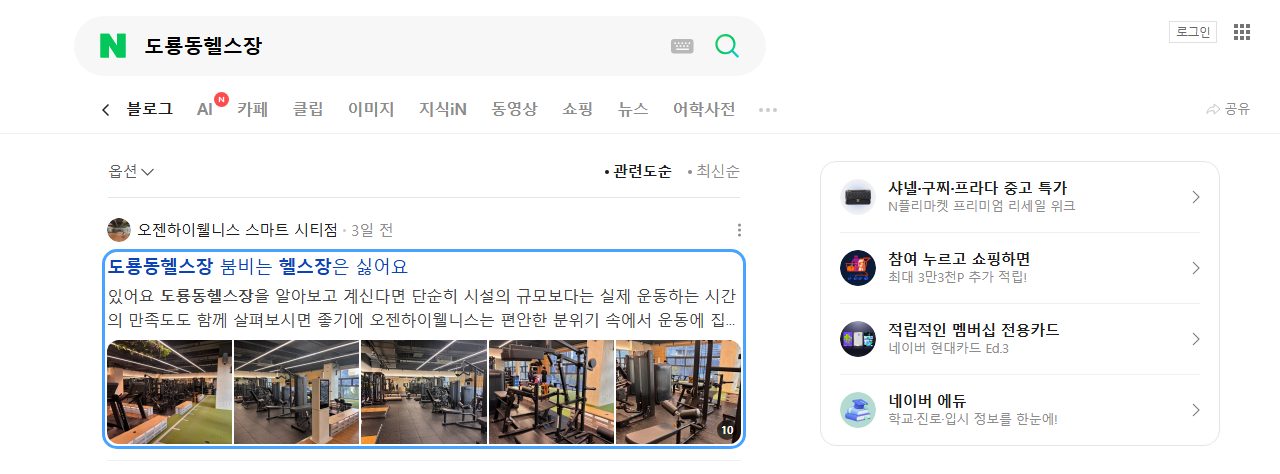 도룡동헬스장
로그인
블로그 AI N 카페 클립 이미지 지식iN 동영상 쇼핑 뉴스 어학사전
공유
옵션
• 관련도순 • 최신순
오젠하이웰니스 스마트 시티점 · 3일 전
도룡동헬스장 붐비는 헬스장은 싫어요
있어요 도룡동헬스장을 알아보고 계신다면 단순히 시설의 규모보다는 실제 운동하는 시간
의 만족도도 함께 살펴보시면 좋기에 오젠하이웰니스는 편안한 분위기 속에서 운동에 집...
10
샤넬·구찌·프라다 중고 특가
N플리마켓 프리미엄 리세일 위크
참여 누르고 쇼핑하면
최대 3만3천P 추가 적립!
적립적인 멤버십 전용카드
네이버 현대카드 Ed.3
네이버 에듀
학교·진로·입시 정보를 한눈에!